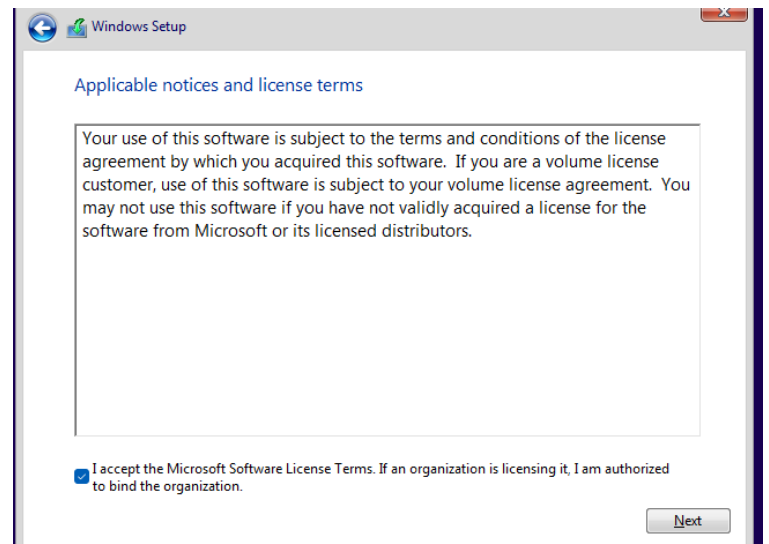 Windows Setup
Applicable notices and license terms
Your use of this software is subject to the terms and conditions of the license
agreement by which you acquired this software.  If you are a volume license
customer, use of this software is subject to your volume license agreement.  You
may not use this software if you have not validly acquired a license for the
software from Microsoft or its licensed distributors.
I accept the Microsoft Software License Terms. If an organization is licensing it, I am authorized
to bind the organization.
Next